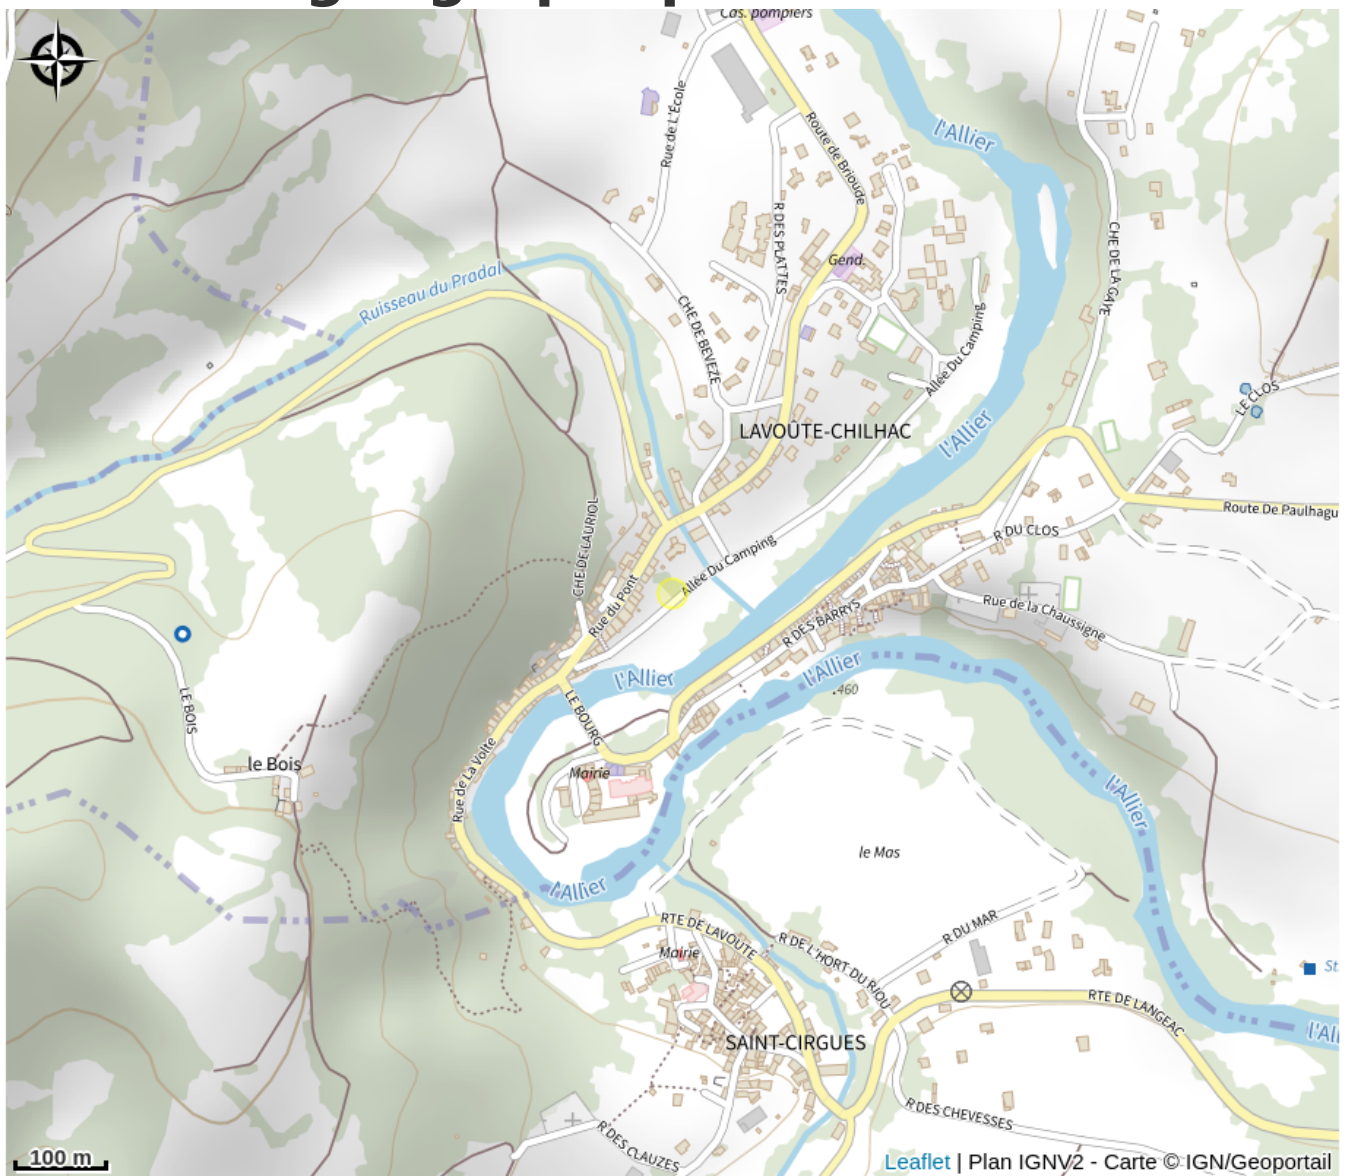 Cas. pompiers
l'Allier
Rue de L'École
Route de Brioude
R DES PLATTES
CHE DE LA GAYE
Gend.
Ruisseau du Pradal
CHE DE BEVEZE
Allée Du Camping
LE CLOS
LAVOÛTE-CHILHAC
l'Allier
Route De Paulhagu
CHE DE LAURIOL
R DU CLOS
Allée Du Camping
Rue du Pont
Rue de la Chaussigne
R DES BARRYS
l'Allier
l'Allier
.460
LE BOIS
LE BOURG
le Bois
Rue de La Volte
Mairie
l'Allier
le Mas
l'Allier
RTE DE LAVOUTE
R DU MAR
R DE L'HORT DU RIOU
Mairie
St
RTE DE LANGEAC
l'All
SAINT-CIRGUES
R DES CHEVESSES
R DES CLAUZES
100 m
Leaflet | Plan IGNV2 - Carte © IGN/Geoportail